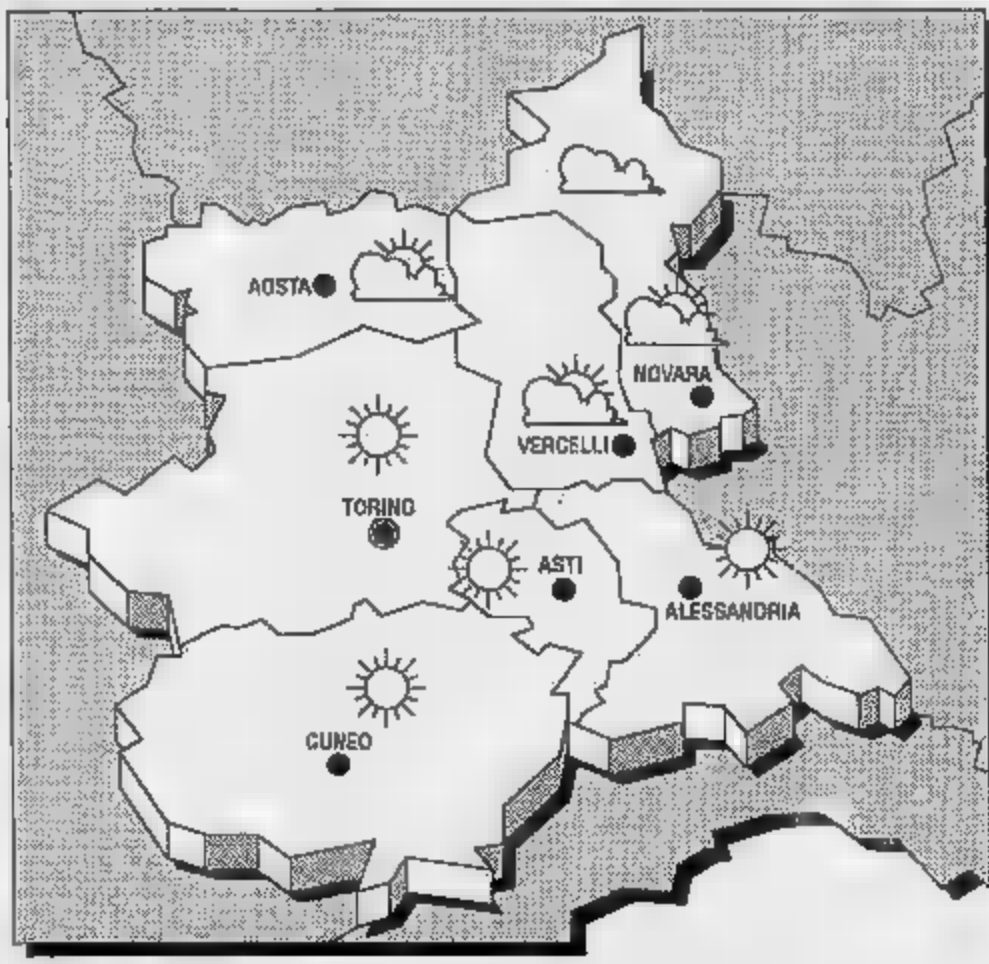 AOSTA
NOVARA
VERCELLI
TORINO
ASTI
ALESSANDRIA
CUNEO